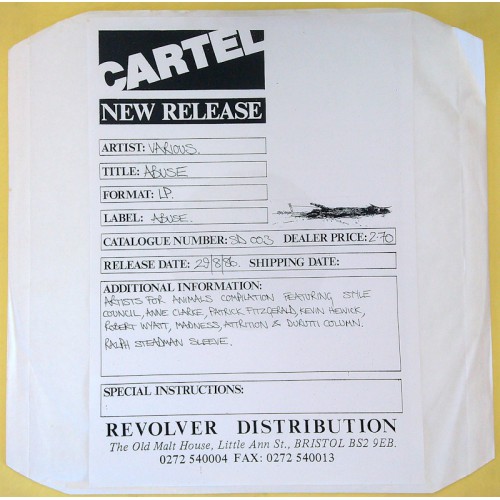 CARTEL
NEW RELEASE
ARTIST: VARIOUS.
TITLE: ABUSE
FORMAT: LP.
LABEL: ABUSE.
CATALOGUE NUMBER: SD 003 DEALER PRICE: 2.70
RELEASE DATE: 29/8/86. SHIPPING DATE:
ADDITIONAL INFORMATION:
ARTISTS FOR ANIMALS COMPILATION FEATURING STYLE
COUNCIL, ANNE CLARKE, PATRICK FITZGERALD, KEVIN HEWICK,
ROBERT WYATT, MADNESS, ATTRITION & DURUTTI COLUMN.
RALPH STEADMAN SLEEVE.
SPECIAL INSTRUCTIONS:
REVOLVER DISTRIBUTION
The Old Malt House, Little Ann St., BRISTOL BS2 9EB.
0272 540004 FAX: 0272 540013